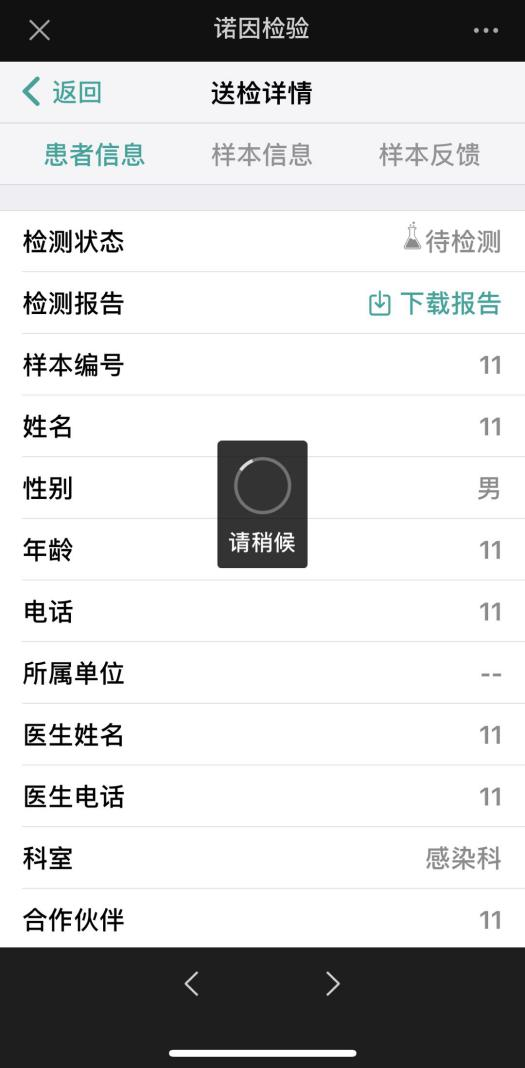 诺因检验
返回 送检详情
患者信息 样本信息 样本反馈
检测状态 待检测
检测报告 下载报告
样本编号 11
姓名 11
性别 男
请稍候
年龄 11
电话 11
所属单位 --
医生姓名 11
医生电话 11
科室 感染科
合作伙伴 11